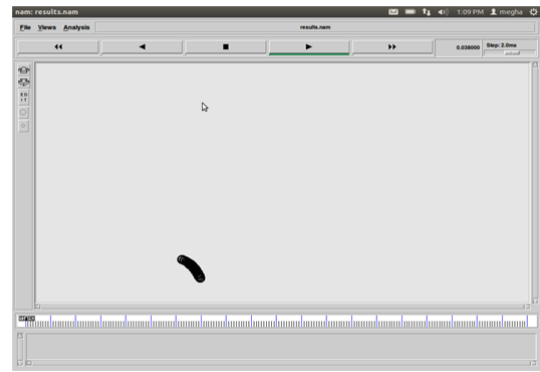 nam: results.nam
1:09 PM megha
File Views Analysis results.nam
0.038000 Step: 2.0ms